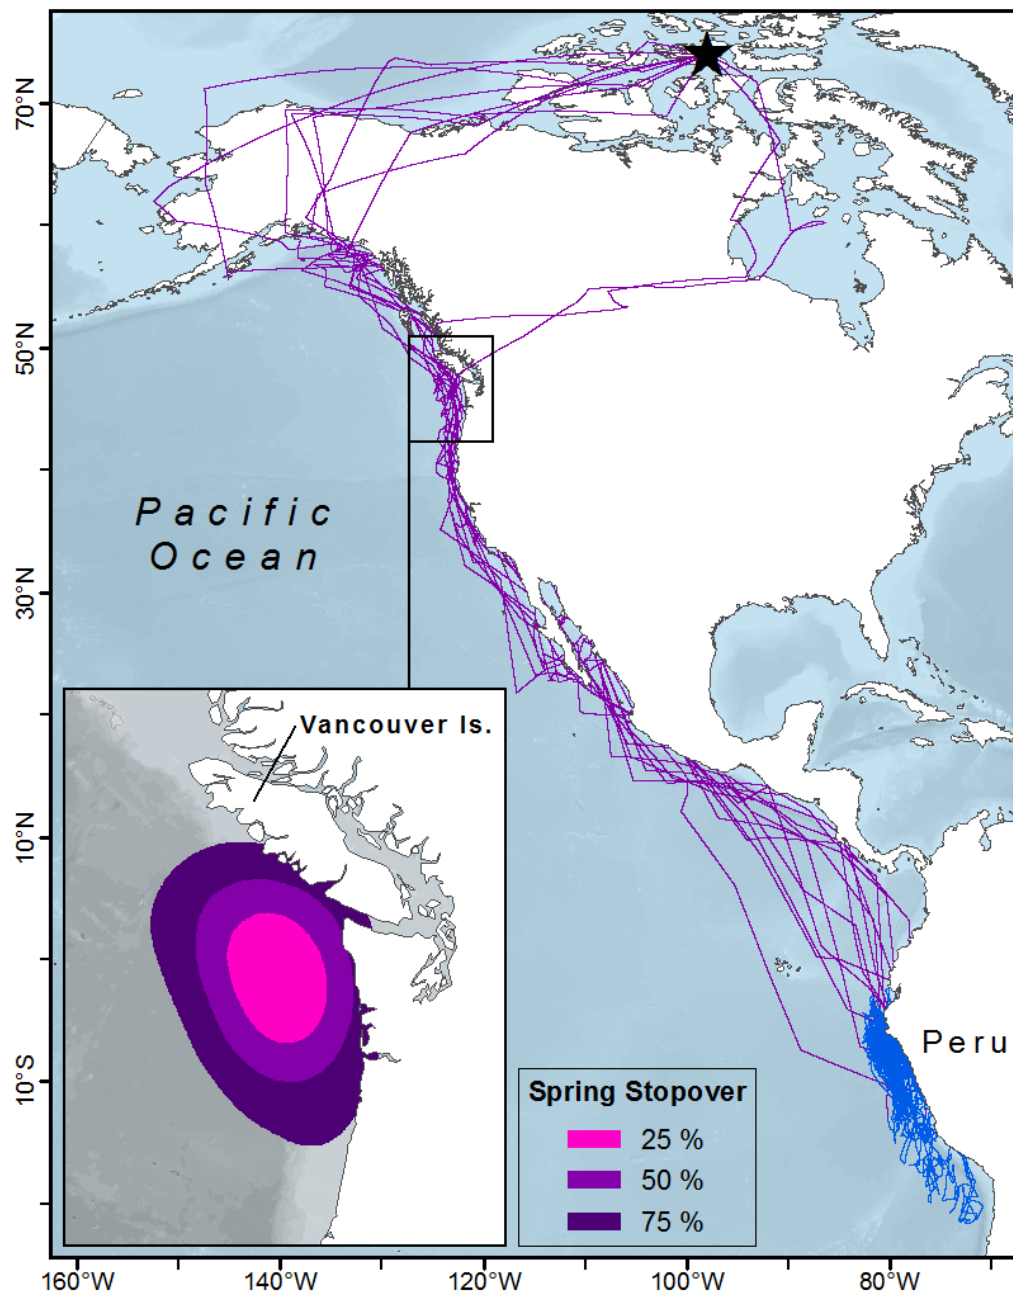 70°N
50°N
30°N
10°N
10°S
Pacific
Ocean
Vancouver Is.
Peru
Spring Stopover
25 %
50 %
75 %
160°W
140°W
120°W
100°W
80°W